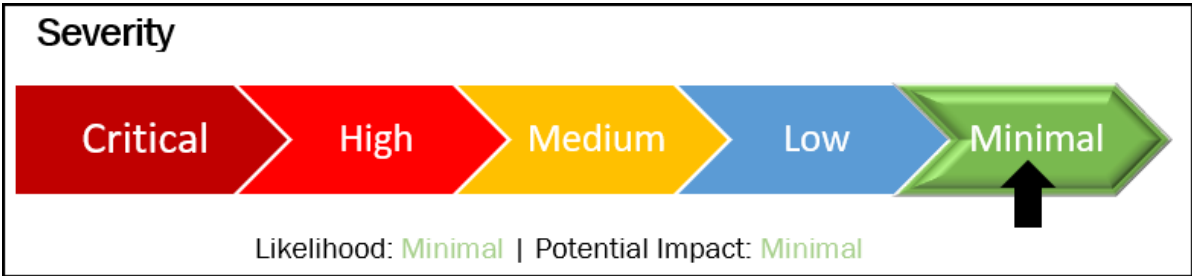 Severity
Critical High Medium Low Minimal
Likelihood: Minimal | Potential Impact: Minimal